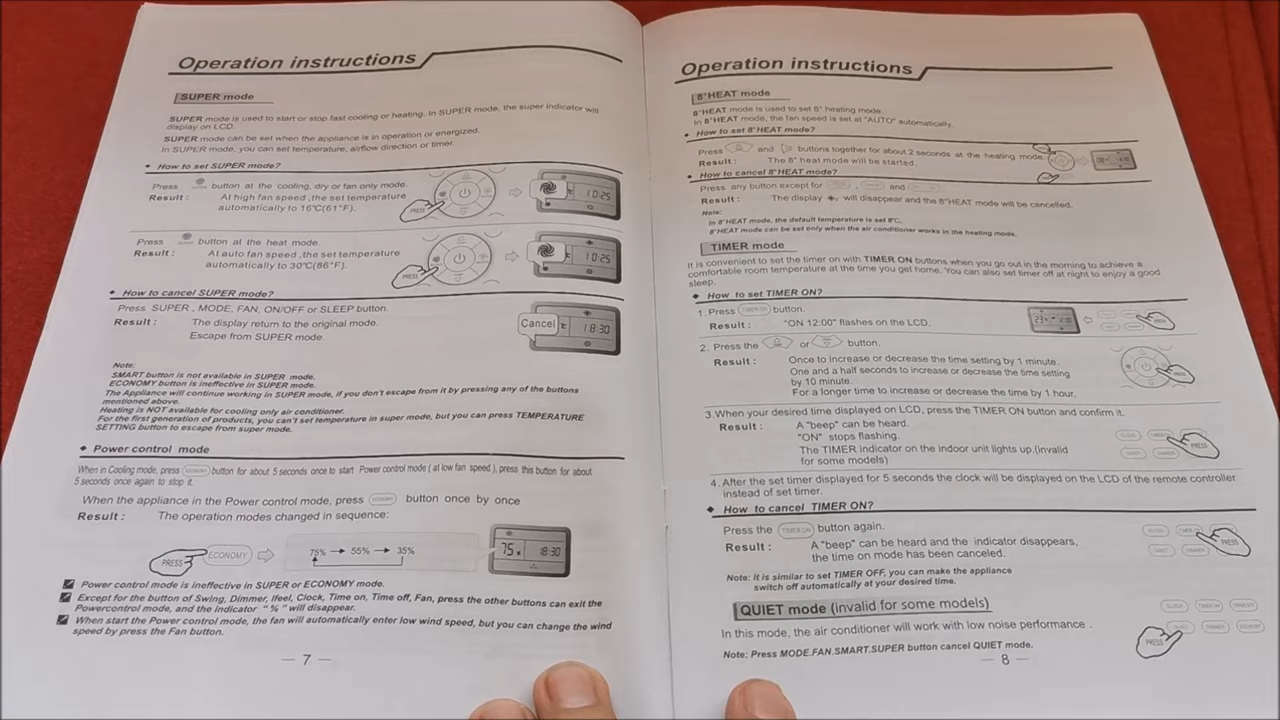 Operation instructions
SUPER mode
SUPER mode is used to start or stop fast cooling or heating. In SUPER mode, the super indicator will
display on LCD.
SUPER mode can be set when the appliance is in operation or energized.
In SUPER mode, you can set temperature, airflow direction or timer.
How to set SUPER mode?
Press SUPER button at the cooling, dry or fan only mode.
Result : At high fan speed ,the set temperature
automatically to 16℃(61°F).
PRESS
10:25
Press SUPER button at the heat mode.
Result : At auto fan speed ,the set temperature
automatically to 30℃(86°F).
PRESS
10:25
How to cancel SUPER mode?
Press SUPER , MODE, FAN, ON/OFF or SLEEP button.
Result : The display return to the original mode.
Escape from SUPER mode.
Cancel
18:30
Note:
SMART button is not available in SUPER mode.
ECONOMY button is ineffective in SUPER mode.
The Appliance will continue working in SUPER mode, if you don't escape from it by pressing any of the buttons
mentioned above.
Heating is NOT available for cooling only air conditioner.
For the first generation of products, you can't set temperature in super mode, but you can press TEMPERATURE
SETTING button to escape from super mode.
Power control mode
When in Cooling mode, press ECONOMY button for about 5 seconds once to start Power control mode ( at low fan speed ), press this button for about
5 seconds once again to stop it.
When the appliance in the Power control mode, press ECONOMY button once by once
Result : The operation modes changed in sequence:
PRESS ECONOMY
75% 55% 35%
75% 18:30
Power control mode is ineffective in SUPER or ECONOMY mode.
Except for the button of Swing, Dimmer, Ifeel, Clock, Time on, Time off, Fan, press the other buttons can exit the
Powercontrol mode, and the indicator "%" will disappear.
When start the Power control mode, the fan will automatically enter low wind speed, but you can change the wind
speed by press the Fan button.
— 7 —
Operation instructions
8°HEAT mode
8°HEAT mode is used to set 8° heating mode.
In 8°HEAT mode, the fan speed is set at "AUTO" automatically.
How to set 8°HEAT mode?
Press and buttons together for about 2 seconds at the heating mode.
Result : The 8° heat mode will be started.
How to cancel 8°HEAT mode?
Press any button except for , and
Result : The display will disappear and the 8°HEAT mode will be cancelled.
Note:
In 8°HEAT mode, the default temperature is set 8℃.
8°HEAT mode can be set only when the air conditioner works in the heating mode.
TIMER mode
It is convenient to set the timer on with TIMER ON buttons when you go out in the morning to achieve a
comfortable room temperature at the time you get home. You can also set timer off at night to enjoy a good
sleep.
How to set TIMER ON?
1. Press TIMER ON button.
Result : "ON 12:00" flashes on the LCD.
PRESS
2. Press the or button.
Result : Once to increase or decrease the time setting by 1 minute.
One and a half seconds to increase or decrease the time setting
by 10 minute.
For a longer time to increase or decrease the time by 1 hour.
PRESS
3.When your desired time displayed on LCD, press the TIMER ON button and confirm it.
Result : A "beep" can be heard.
"ON" stops flashing.
The TIMER indicator on the indoor unit lights up.(invalid
for some models)
CLOCK
PRESS
4. After the set timer displayed for 5 seconds the clock will be displayed on the LCD of the remote controller
instead of set timer.
How to cancel TIMER ON?
Press the TIMER ON button again.
Result : A "beep" can be heard and the indicator disappears,
the time on mode has been canceled.
PRESS
Note: It is similar to set TIMER OFF, you can make the appliance
switch off automatically at your desired time.
QUIET mode (invalid for some models)
In this mode, the air conditioner will work with low noise performance .
CLOCK TIMER ON TIMER OFF
PRESS
ECONOMY
Note: Press MODE.FAN.SMART.SUPER button cancel QUIET mode.
— 8 —